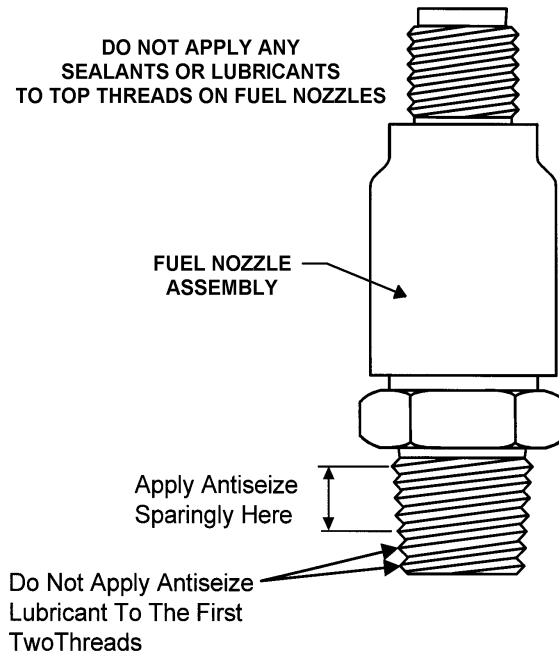 DO NOT APPLY ANY
SEALANTS OR LUBRICANTS
TO TOP THREADS ON FUEL NOZZLES
FUEL NOZZLE
ASSEMBLY
Apply Antiseize
Sparingly Here
Do Not Apply Antiseize
Lubricant To The First
TwoThreads